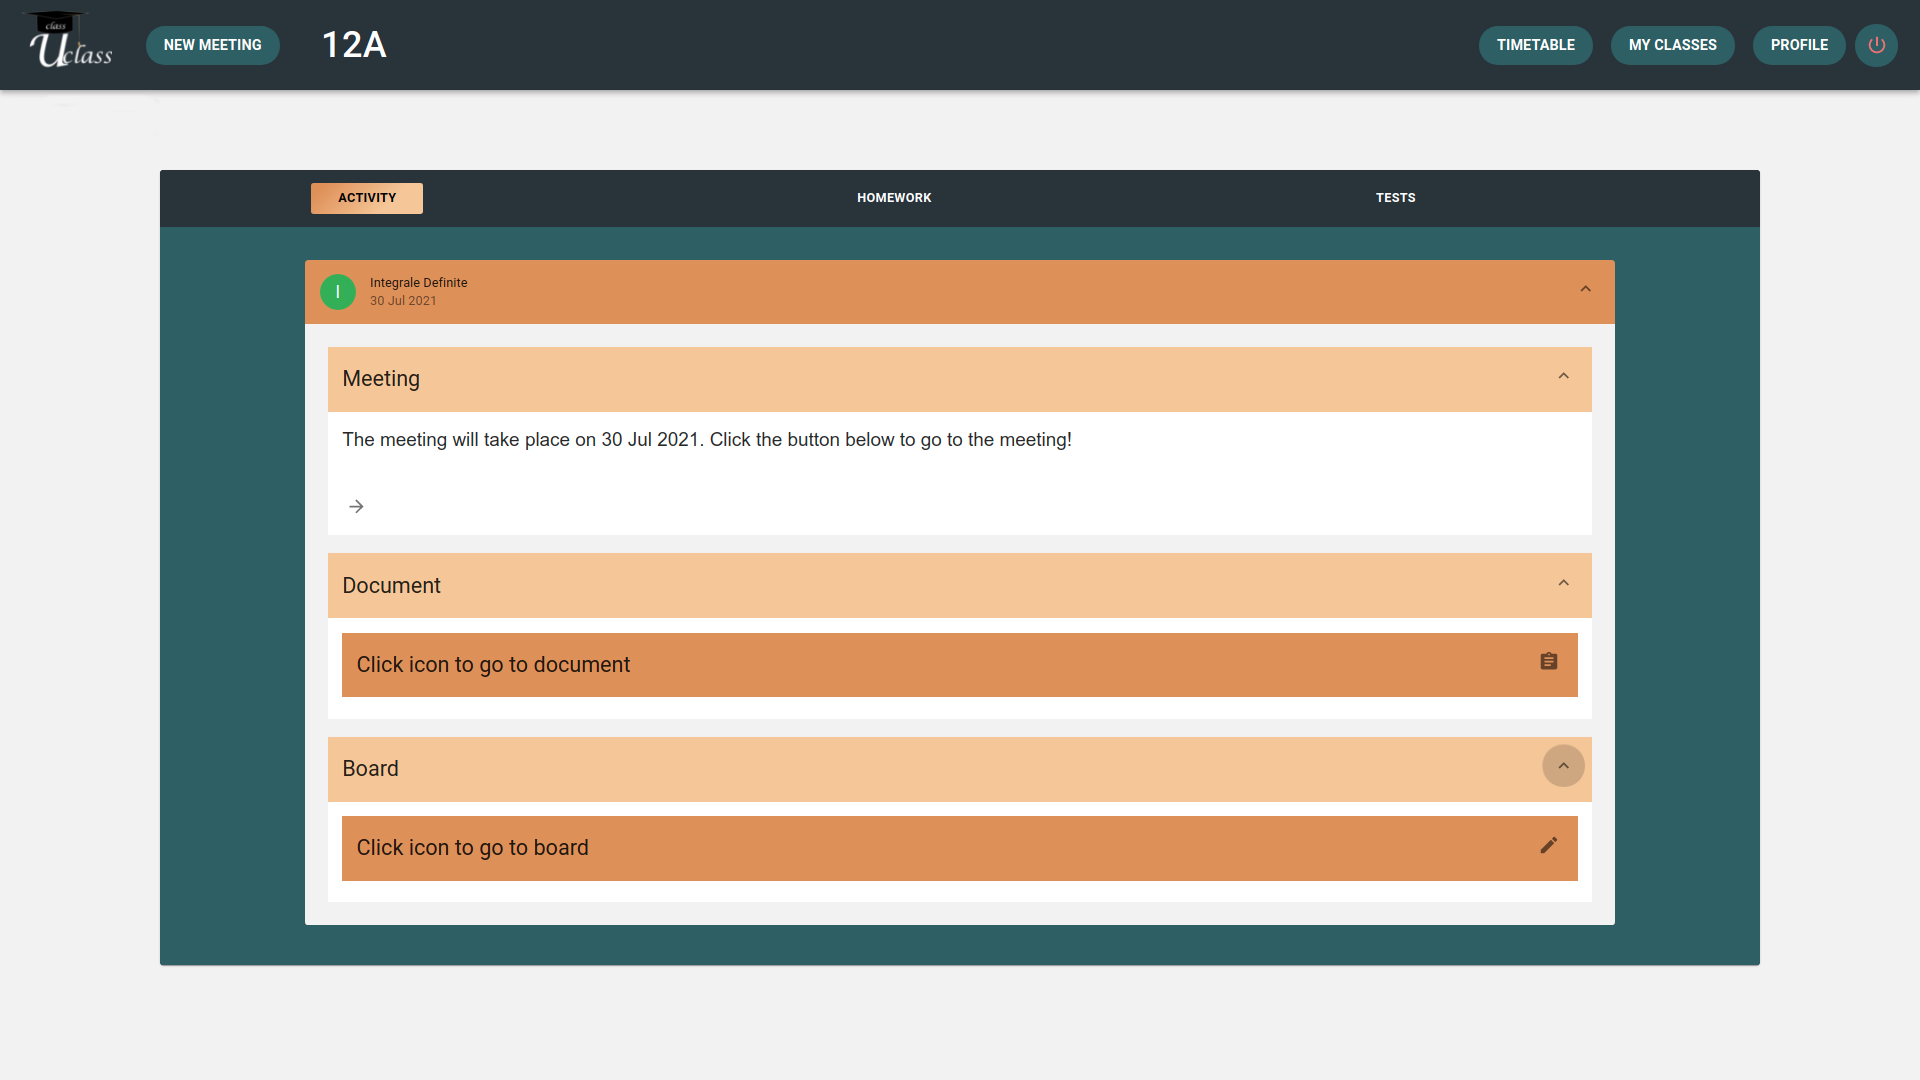 class
Uclass
NEW MEETING
12A
TIMETABLE
MY CLASSES
PROFILE
ACTIVITY
HOMEWORK
TESTS
I
Integrale Definite
30 Jul 2021
Meeting
The meeting will take place on 30 Jul 2021. Click the button below to go to the meeting!
Document
Click icon to go to document
Board
Click icon to go to board